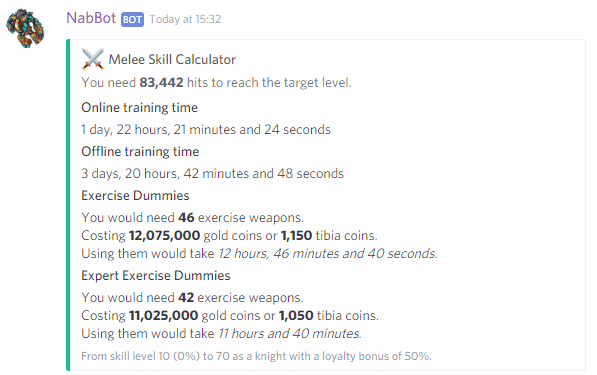 NabBot BOT Today at 15:32
Melee Skill Calculator
You need 83,442 hits to reach the target level.
Online training time
1 day, 22 hours, 21 minutes and 24 seconds
Offline training time
3 days, 20 hours, 42 minutes and 48 seconds
Exercise Dummies
You would need 46 exercise weapons.
Costing 12,075,000 gold coins or 1,150 tibia coins.
Using them would take 12 hours, 46 minutes and 40 seconds.
Expert Exercise Dummies
You would need 42 exercise weapons.
Costing 11,025,000 gold coins or 1,050 tibia coins.
Using them would take 11 hours and 40 minutes.
From skill level 10 (0%) to 70 as a knight with a loyalty bonus of 50%.